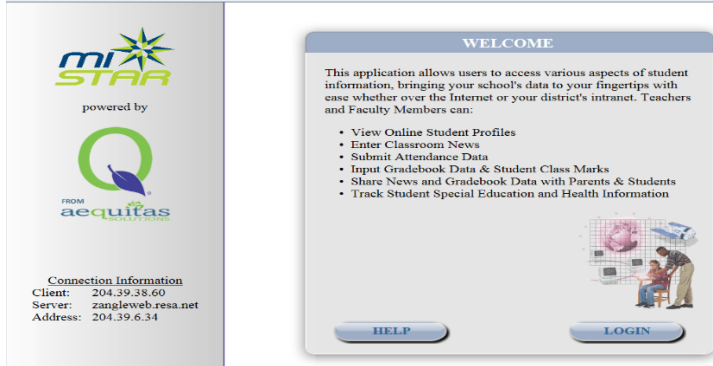 mi
STAR
powered by
Q
FROM
aequitas
SOLUTIONS
Connection Information
Client: 204.39.38.60
Server: zangleweb.resa.net
Address: 204.39.6.34
WELCOME
This application allows users to access various aspects of student
information, bringing your school's data to your fingertips with
ease whether over the Internet or your district's intranet. Teachers
and Faculty Members can:
• View Online Student Profiles
• Enter Classroom News
• Submit Attendance Data
• Input Gradebook Data & Student Class Marks
• Share News and Gradebook Data with Parents & Students
• Track Student Special Education and Health Information
HELP
LOGIN